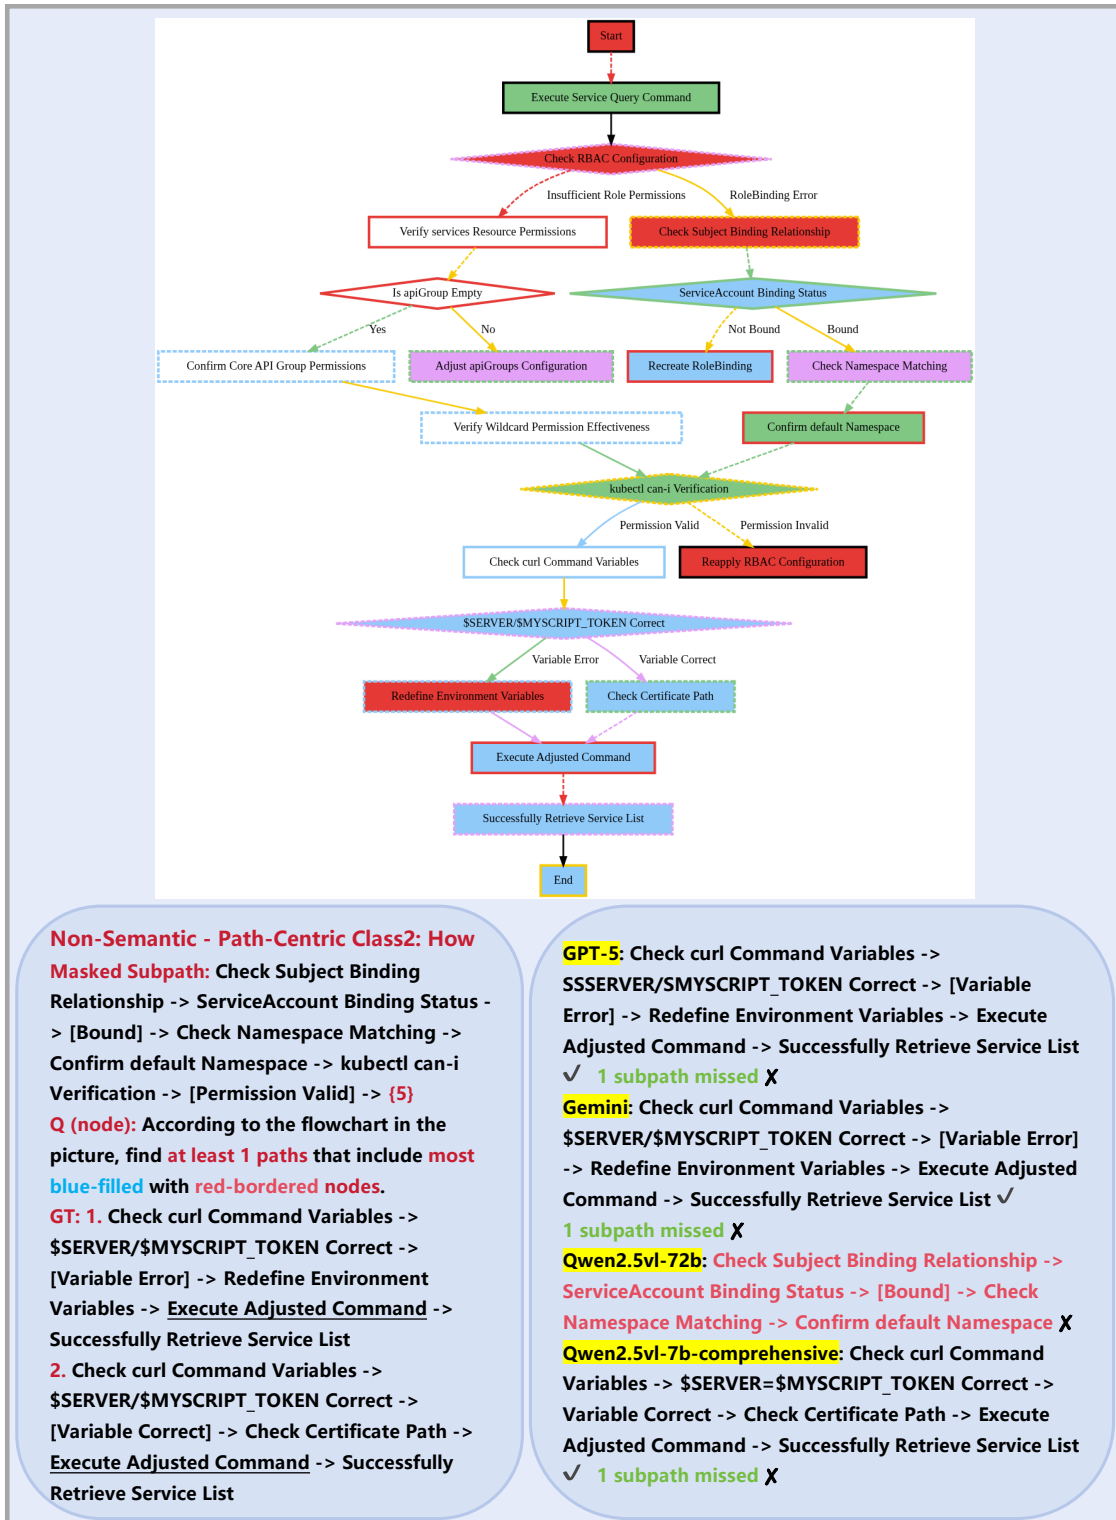 Start
Execute Service Query Command
Check RBAC Configuration
Insufficient Role Permissions
RoleBinding Error
Verify services Resource Permissions
Check Subject Binding Relationship
Is apiGroup Empty
ServiceAccount Binding Status
Yes
No
Not Bound
Bound
Confirm Core API Group Permissions
Adjust apiGroups Configuration
Recreate RoleBinding
Check Namespace Matching
Verify Wildcard Permission Effectiveness
Confirm default Namespace
kubectl can-i Verification
Permission Valid
Permission Invalid
Check curl Command Variables
Reapply RBAC Configuration
$SERVER/$MYSCRIPT_TOKEN Correct
Variable Error
Variable Correct
Redefine Environment Variables
Check Certificate Path
Execute Adjusted Command
Successfully Retrieve Service List
End
Non-Semantic - Path-Centric Class2: How
Masked Subpath: Check Subject Binding
Relationship -> ServiceAccount Binding Status -
> [Bound] -> Check Namespace Matching ->
Confirm default Namespace -> kubectl can-i
Verification -> [Permission Valid] -> {5}
Q (node): According to the flowchart in the
picture, find at least 1 paths that include most
blue-filled with red-bordered nodes.
GT: 1. Check curl Command Variables ->
$SERVER/$MYSCRIPT_TOKEN Correct ->
[Variable Error] -> Redefine Environment
Variables -> Execute Adjusted Command ->
Successfully Retrieve Service List
2. Check curl Command Variables ->
$SERVER/$MYSCRIPT_TOKEN Correct ->
[Variable Correct] -> Check Certificate Path ->
Execute Adjusted Command -> Successfully
Retrieve Service List
GPT-5: Check curl Command Variables ->
SSSERVER/SMYSCRIPT_TOKEN Correct -> [Variable
Error] -> Redefine Environment Variables -> Execute
Adjusted Command -> Successfully Retrieve Service List
✓ 1 subpath missed ✗
Gemini: Check curl Command Variables ->
$SERVER/$MYSCRIPT_TOKEN Correct -> [Variable Error]
-> Redefine Environment Variables -> Execute Adjusted
Command -> Successfully Retrieve Service List ✓
1 subpath missed ✗
Qwen2.5vl-72b: Check Subject Binding Relationship ->
ServiceAccount Binding Status -> [Bound] -> Check
Namespace Matching -> Confirm default Namespace ✗
Qwen2.5vl-7b-comprehensive: Check curl Command
Variables -> $SERVER=$MYSCRIPT_TOKEN Correct ->
Variable Correct -> Check Certificate Path -> Execute
Adjusted Command -> Successfully Retrieve Service List
✓ 1 subpath missed ✗